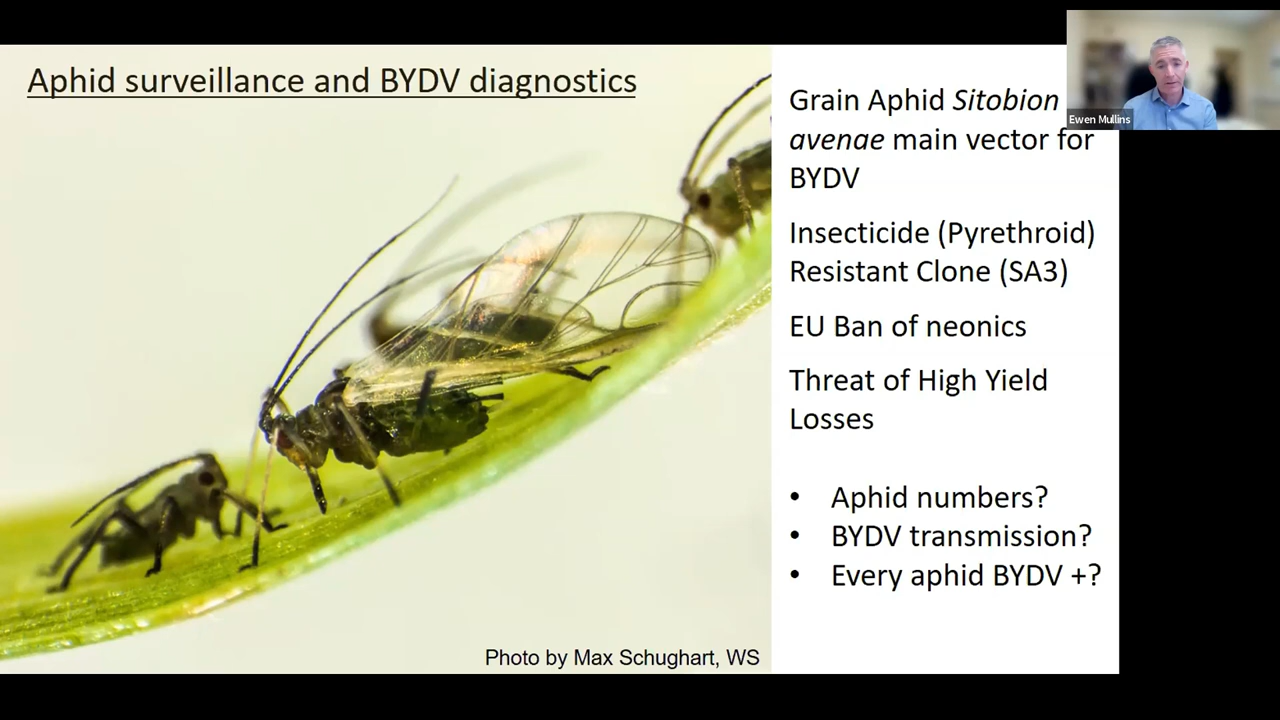 Aphid surveillance and BYDV diagnostics
Grain Aphid Sitobion
avenae main vector for
BYDV
Insecticide (Pyrethroid)
Resistant Clone (SA3)
EU Ban of neonics
Threat of High Yield
Losses
• Aphid numbers?
• BYDV transmission?
• Every aphid BYDV +?
Photo by Max Schughart, WS
Ewen Mullins